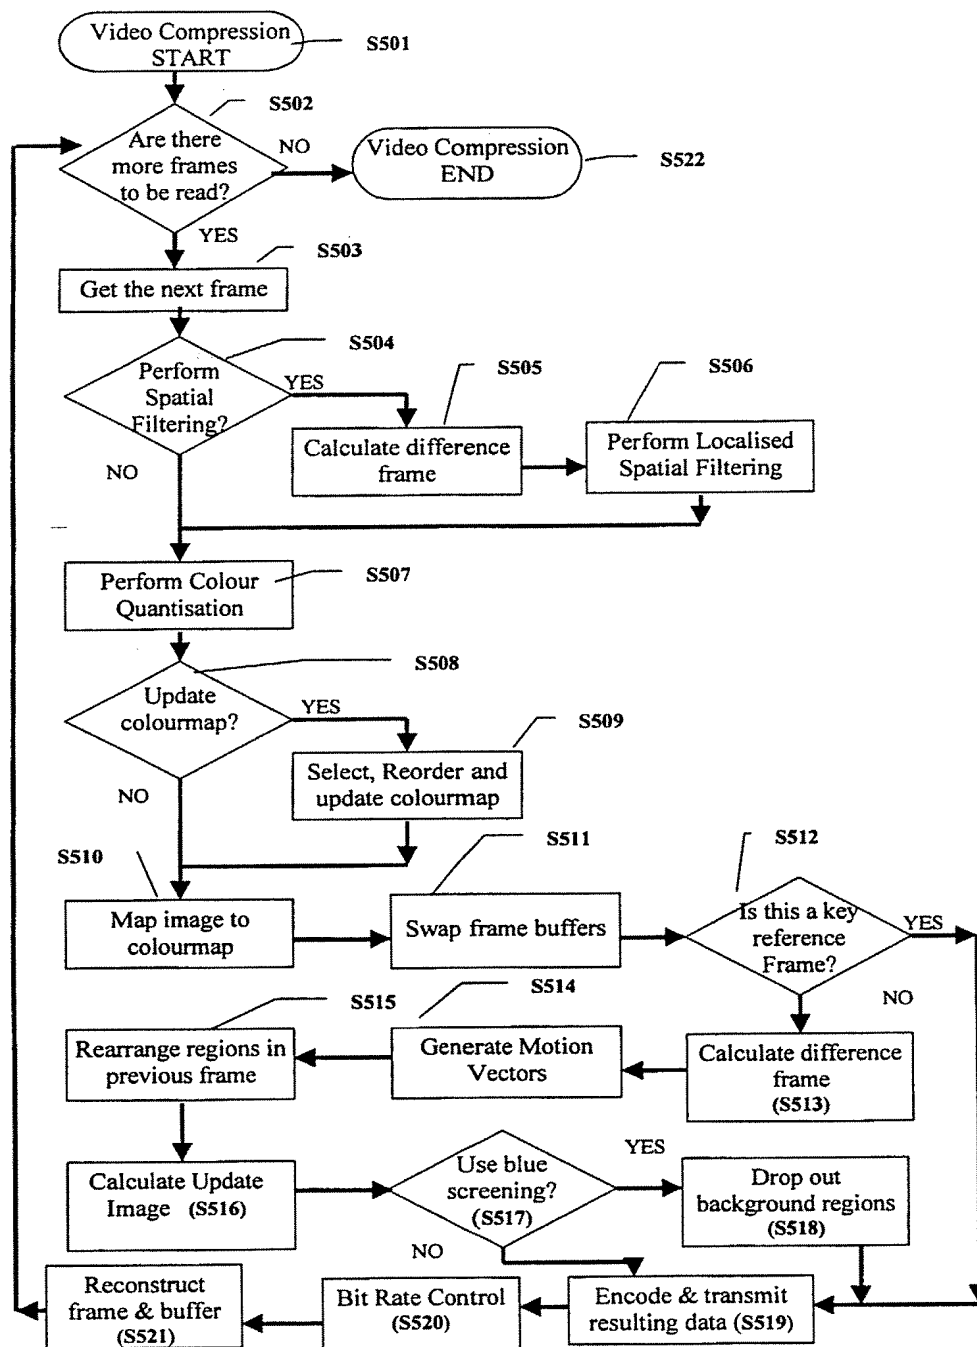 Video Compression
START
S501
S502
Are there
more frames
to be read?
NO
Video Compression
END
S522
YES
S503
Get the next frame
S504
Perform
Spatial
Filtering?
YES
S505
S506
Calculate difference
frame
Perform Localised
Spatial Filtering
NO
Perform Colour
Quantisation
S507
S508
Update
colourmap?
YES
S509
Select, Reorder and
update colourmap
NO
S510
S511
S512
Map image to
colourmap
Swap frame buffers
Is this a key
reference
Frame?
YES
NO
S515
S514
Rearrange regions in
previous frame
Generate Motion
Vectors
Calculate difference
frame
(S513)
Calculate Update
Image (S516)
Use blue
screening?
(S517)
YES
Drop out
background regions
(S518)
NO
Reconstruct
frame & buffer
(S521)
Bit Rate Control
(S520)
Encode & transmit
resulting data (S519)